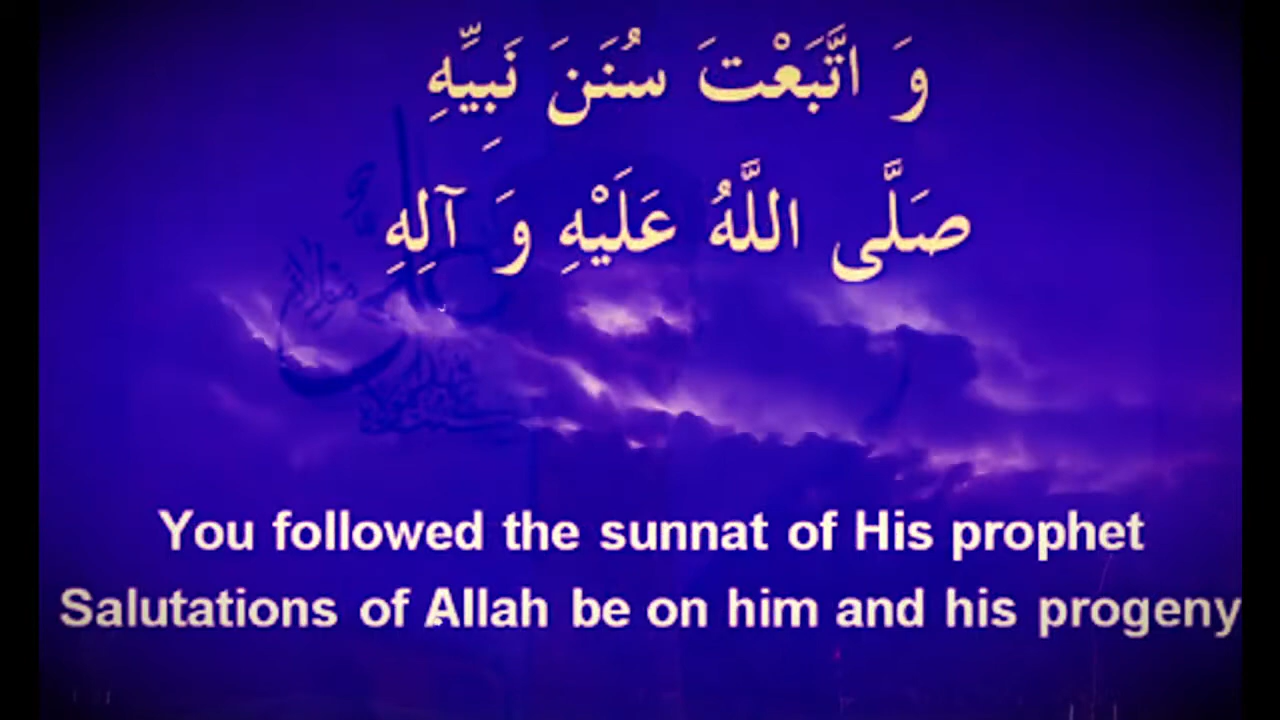 وَ اتَّبَعْتَ سُنَنَ نَبِيِّهِ
صَلَّى اللَّهُ عَلَيْهِ وَ آلِهِ
You followed the sunnat of His prophet
Salutations of Allah be on him and his progeny